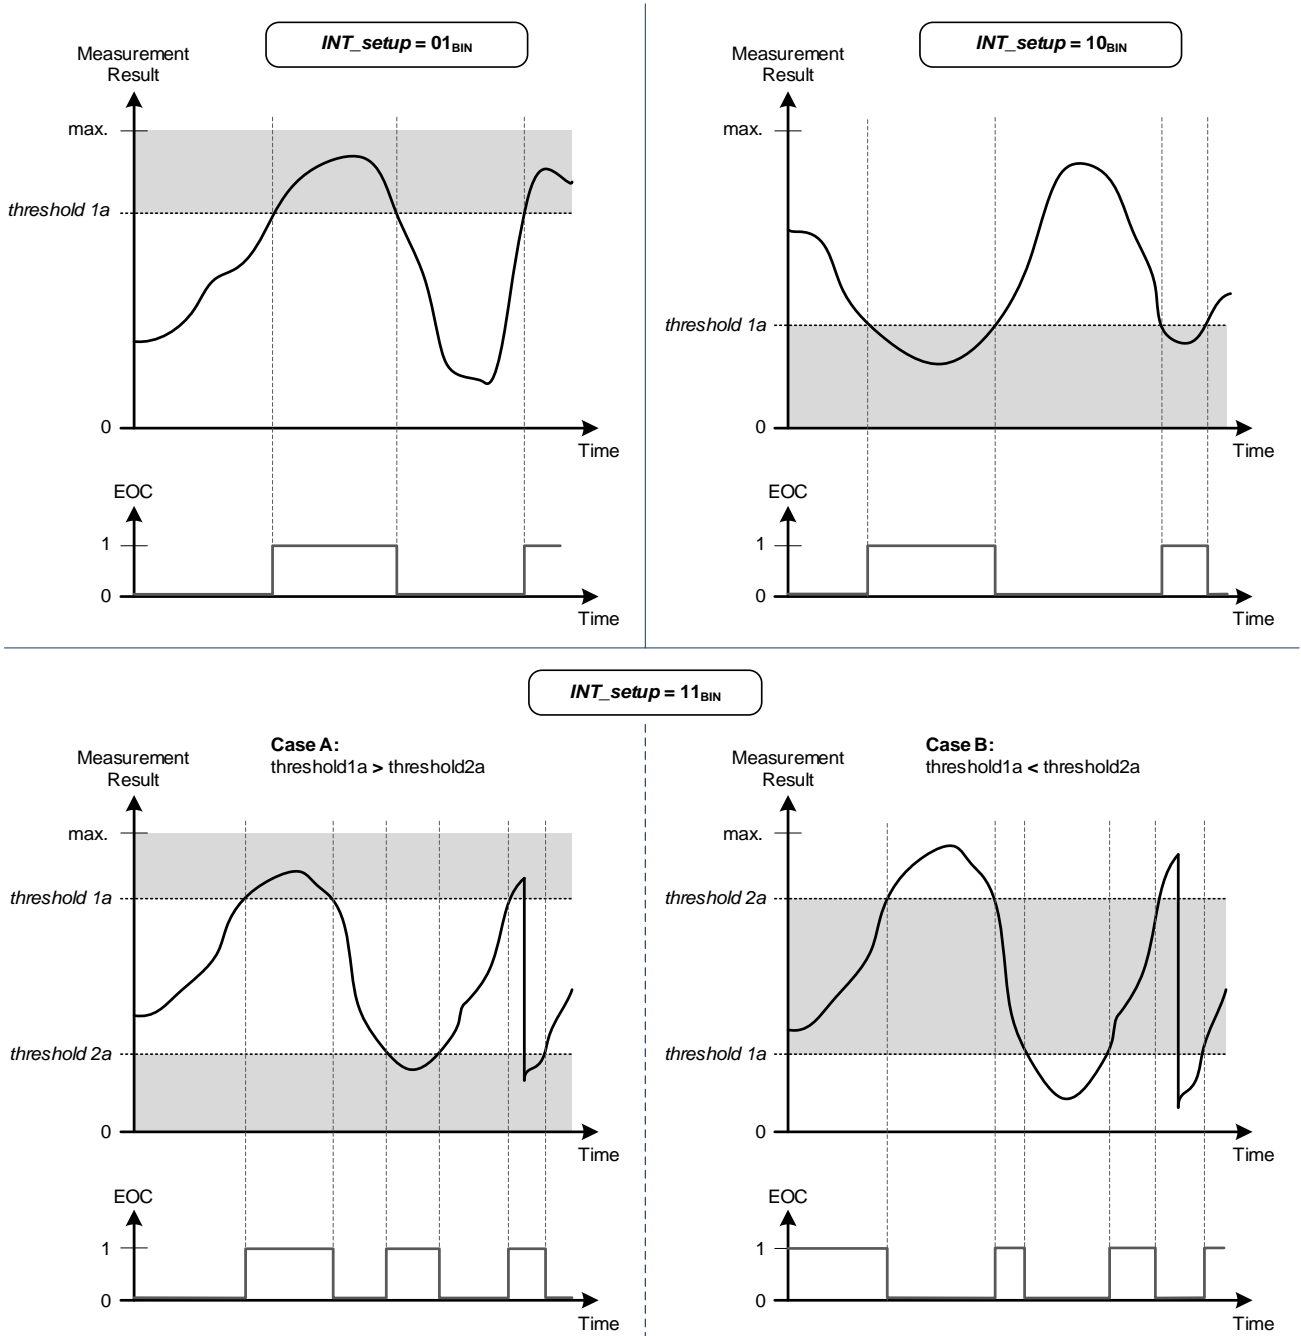 INT_setup = 01BIN
Measurement
Result
max.
threshold 1a
0
Time
EOC
1
0
Time
INT_setup = 10BIN
Measurement
Result
max.
threshold 1a
0
Time
EOC
1
0
Time
INT_setup = 11BIN
Case A:
threshold1a > threshold2a
Measurement
Result
max.
threshold 1a
threshold 2a
0
Time
EOC
1
0
Time
Case B:
threshold1a < threshold2a
Measurement
Result
max.
threshold 2a
threshold 1a
0
Time
EOC
1
0
Time